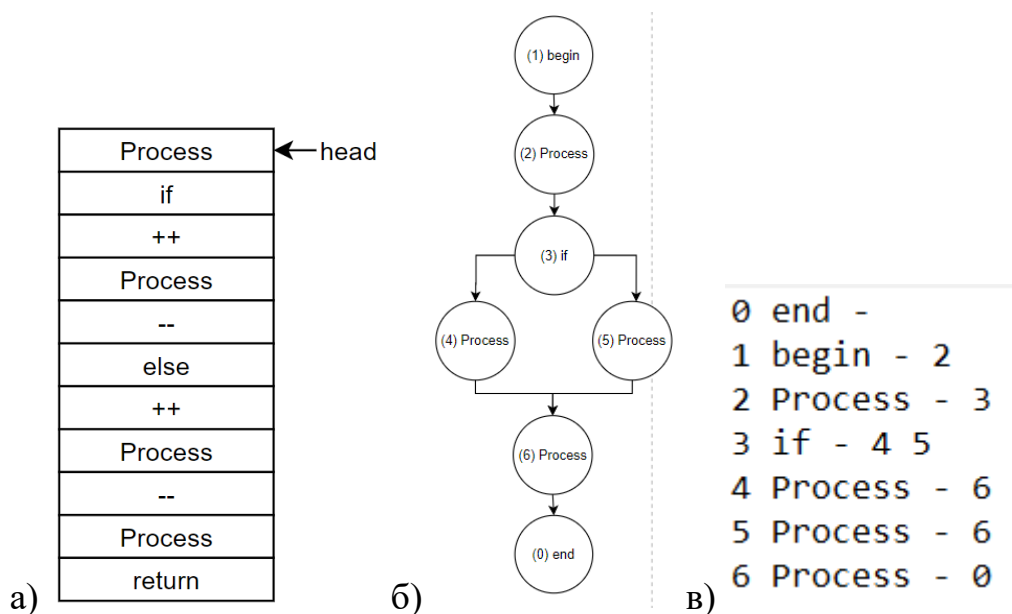 Process
head
if
++
Process
--
else
++
Process
--
Process
return
а)
(1) begin
(2) Process
(3) if
(4) Process
(5) Process
(6) Process
(0) end
б)
0 end -
1 begin - 2
2 Process - 3
3 if - 4 5
4 Process - 6
5 Process - 6
6 Process - 0
в)